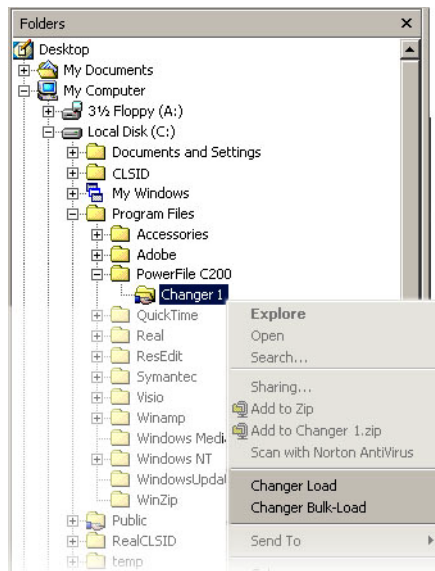 Folders
Desktop
My Documents
My Computer
3½ Floppy (A:)
Local Disk (C:)
Documents and Settings
CLSID
My Windows
Program Files
Accessories
Adobe
PowerFile C200
Changer 1
QuickTime
Real
ResEdit
Symantec
Visio
Winamp
Windows Medi
Windows NT
WindowsUpda
WinZip
Public
RealCLSID
temp
Explore
Open
Search...
Sharing...
Add to Zip
Add to Changer 1.zip
Scan with Norton AntiVirus
Changer Load
Changer Bulk-Load
Send To